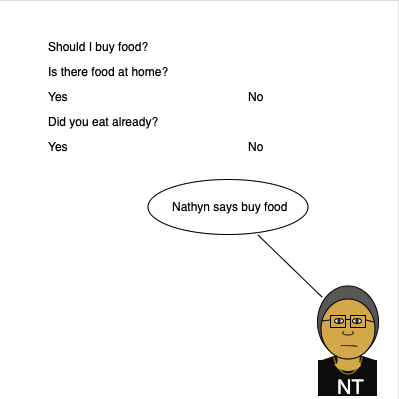 Should I buy food?
Is there food at home?
Yes No
Did you eat already?
Yes No
Nathyn says buy food
NT